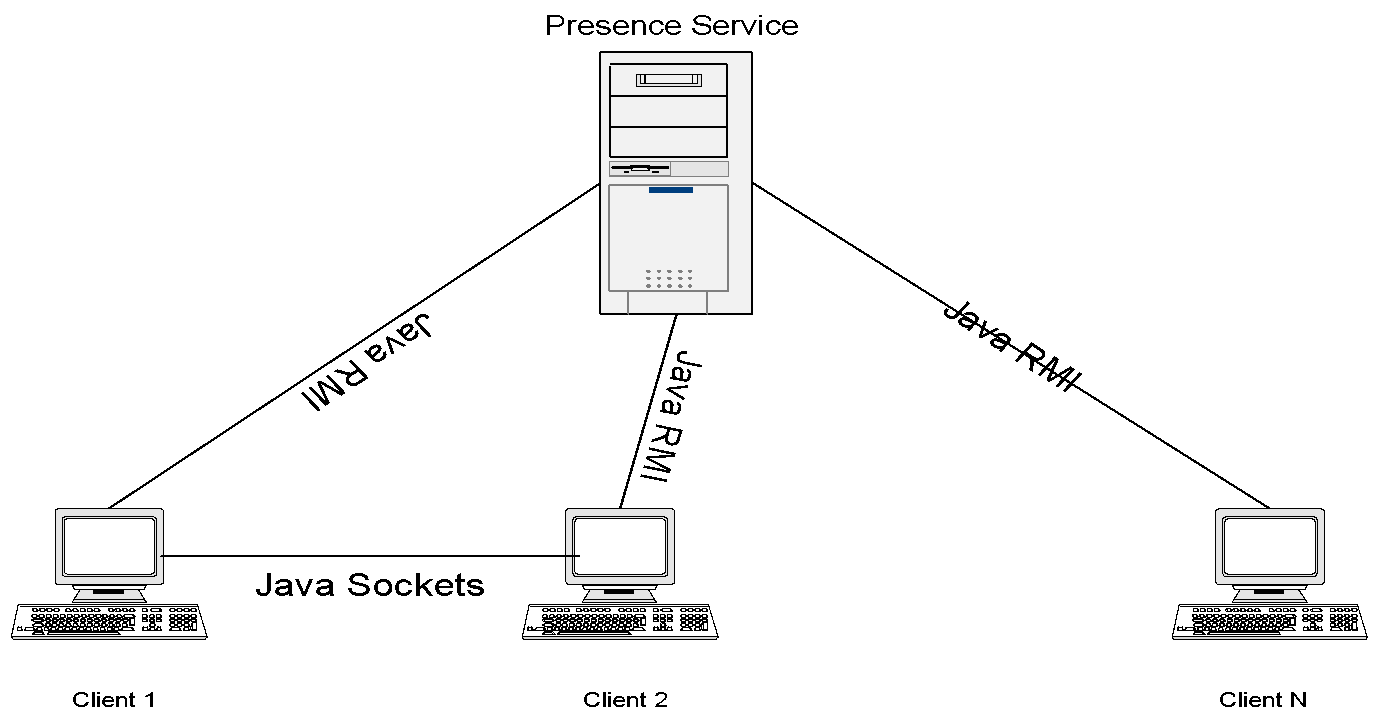 Presence Service
Java RMI
Java RMI
Java RMI
Java Sockets
Client 1
Client 2
Client N